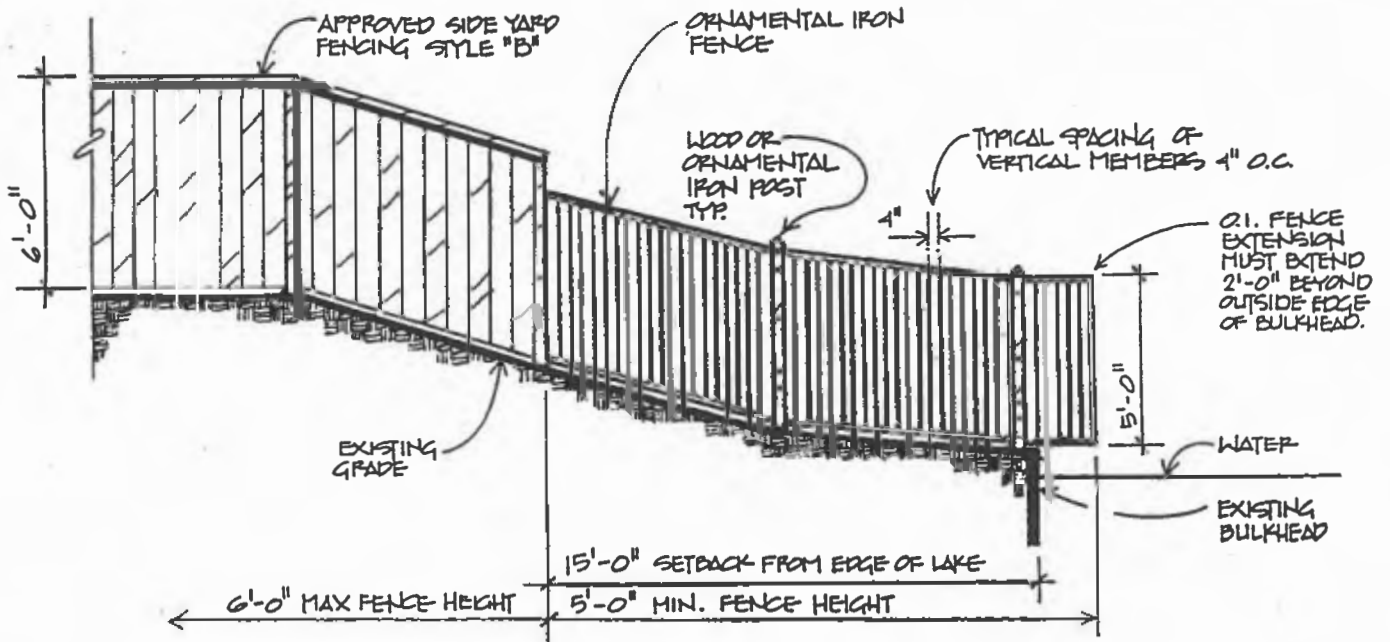 APPROVED SIDE YARD
FENCING STYLE "B"
ORNAMENTAL IRON
FENCE
WOOD OR
ORNAMENTAL
IRON POST
TYP.
TYPICAL SPACING OF
VERTICAL MEMBERS 4" O.C.
4"
O.I. FENCE
EXTENSION
MUST EXTEND
2'-0" BEYOND
OUTSIDE EDGE
OF BULKHEAD.
6'-0"
5'-0"
EXISTING
GRADE
WATER
EXISTING
BULKHEAD
15'-0" SETBACK FROM EDGE OF LAKE
6'-0" MAX FENCE HEIGHT
5'-0" MIN. FENCE HEIGHT